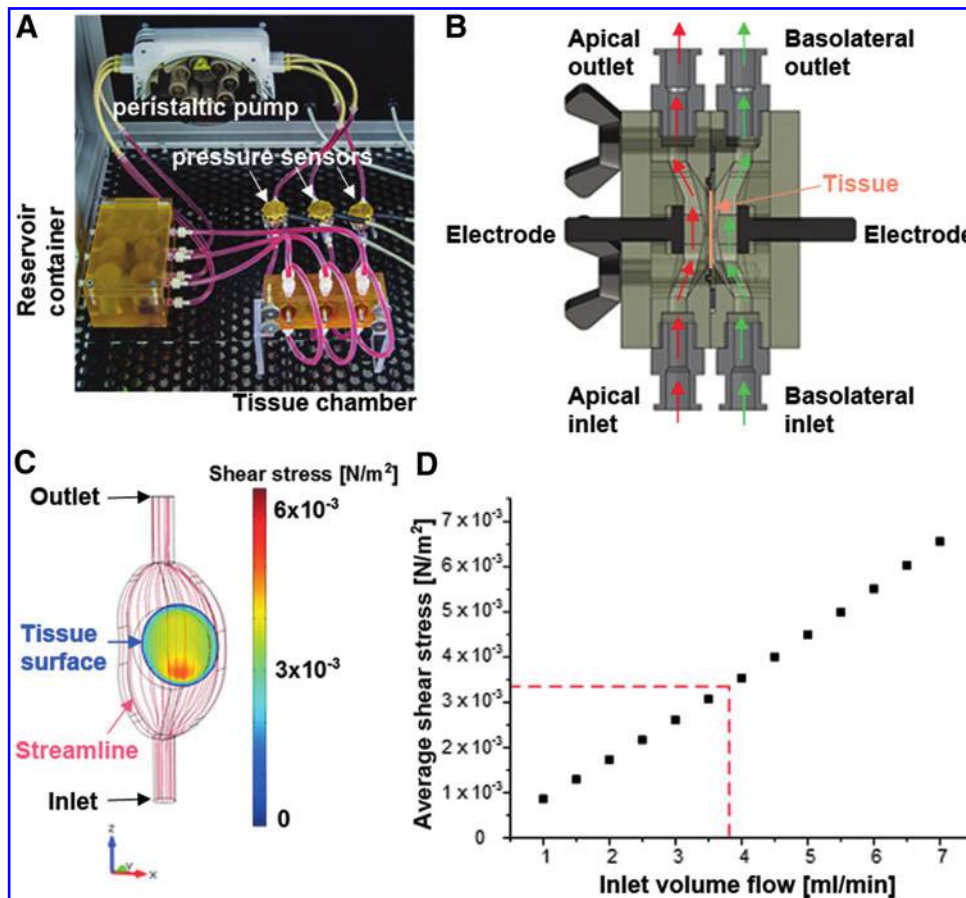 A
peristaltic pump
pressure sensors
Reservoir
container
Tissue chamber
B
Apical
outlet
Basolateral
outlet
Tissue
Electrode
Electrode
Apical
inlet
Basolateral
inlet
C
Shear stress [N/m²]
Outlet
6x10⁻³
Tissue
surface
3x10⁻³
Streamline
Inlet
0
z
y
x
D
Average shear stress [N/m²]
7 x 10⁻³
6 x 10⁻³
5 x 10⁻³
4 x 10⁻³
3 x 10⁻³
2 x 10⁻³
1 x 10⁻³
0
1 2 3 4 5 6 7
Inlet volume flow [ml/min]